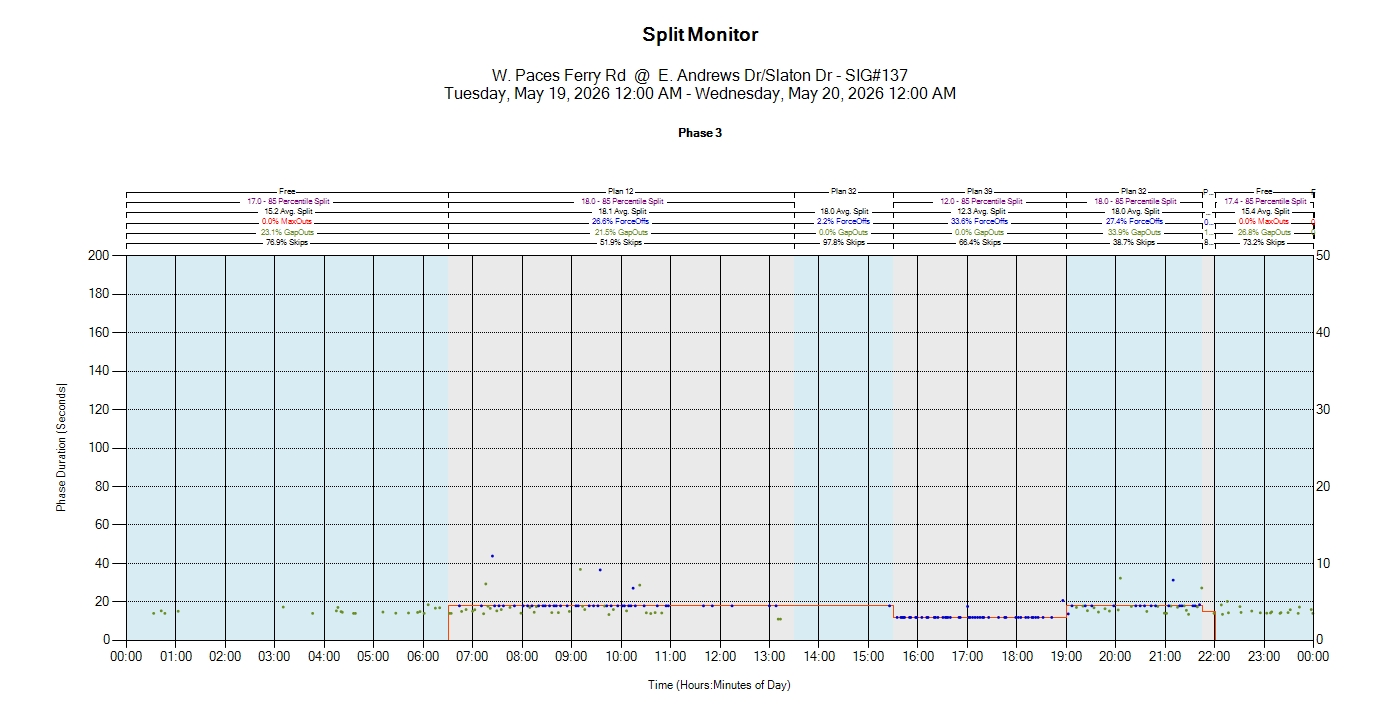 Split Monitor
W. Paces Ferry Rd @ E. Andrews Dr/Slaton Dr - SIG#137
Tuesday, May 19, 2026 12:00 AM - Wednesday, May 20, 2026 12:00 AM
Phase 3
Free Plan 12 Plan 32 Plan 39 Plan 32 P... Free F
17.0 - 85 Percentile Split 18.0 - 85 Percentile Split 12.0 - 85 Percentile Split 18.0 - 85 Percentile Split 17.4 - 85 Percentile Split
15.2 Avg. Split 18.1 Avg. Split 18.0 Avg. Split 12.3 Avg. Split 18.0 Avg. Split 15.4 Avg. Split
0.0% MaxOuts 26.6% ForceOffs 2.2% ForceOffs 33.6% ForceOffs 27.4% ForceOffs 0... 0.0% MaxOuts
23.1% GapOuts 21.5% GapOuts 0.0% GapOuts 0.0% GapOuts 33.9% GapOuts 1... 26.8% GapOuts
76.9% Skips 51.9% Skips 97.8% Skips 66.4% Skips 38.7% Skips 8... 73.2% Skips
200 50
180
160 40
140
120 30
100
80 20
60
40 10
20
0 0
Phase Duration (Seconds)
00:00 01:00 02:00 03:00 04:00 05:00 06:00 07:00 08:00 09:00 10:00 11:00 12:00 13:00 14:00 15:00 16:00 17:00 18:00 19:00 20:00 21:00 22:00 23:00 00:00
Time (Hours:Minutes of Day)